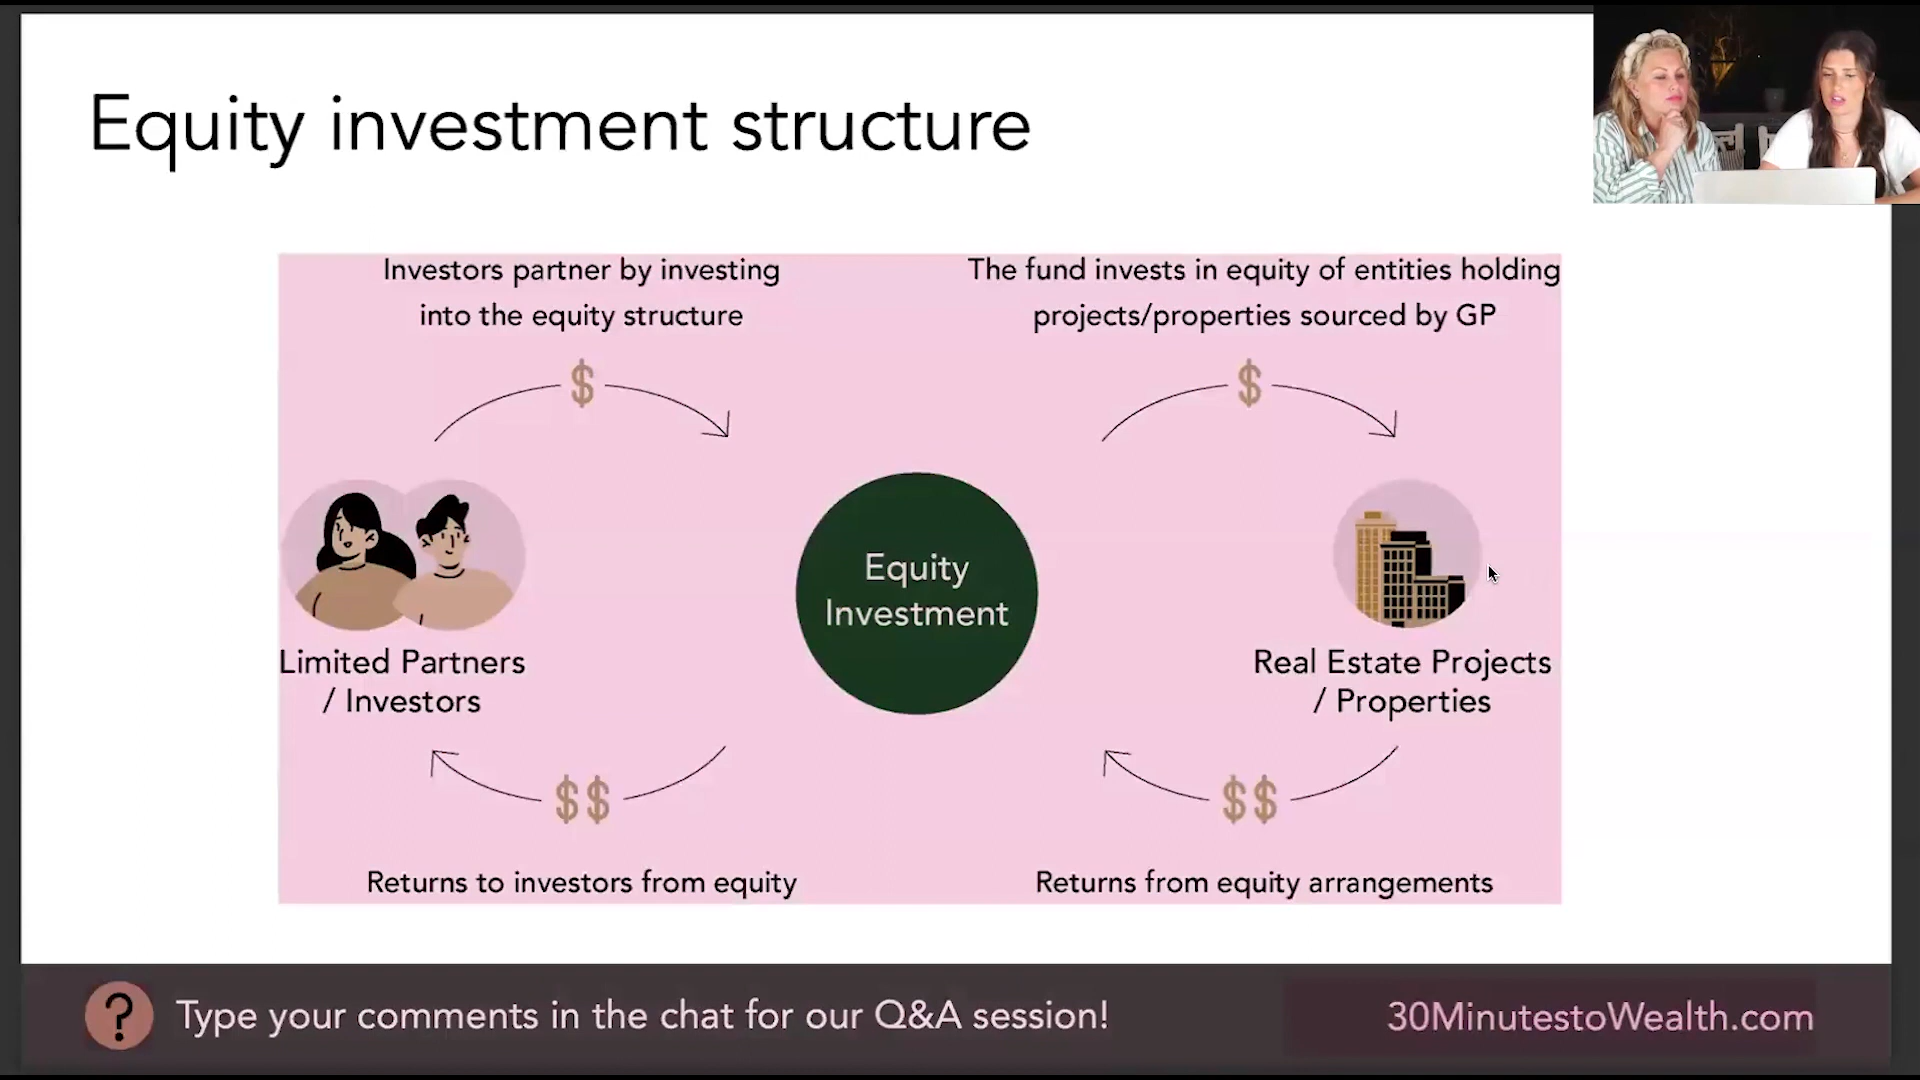 Equity investment structure
Investors partner by investing
into the equity structure
The fund invests in equity of entities holding
projects/properties sourced by GP
$
$
Equity
Investment
Limited Partners
/ Investors
Real Estate Projects
/ Properties
$$
$$
Returns to investors from equity
Returns from equity arrangements
? Type your comments in the chat for our Q&A session!
30MinutestoWealth.com